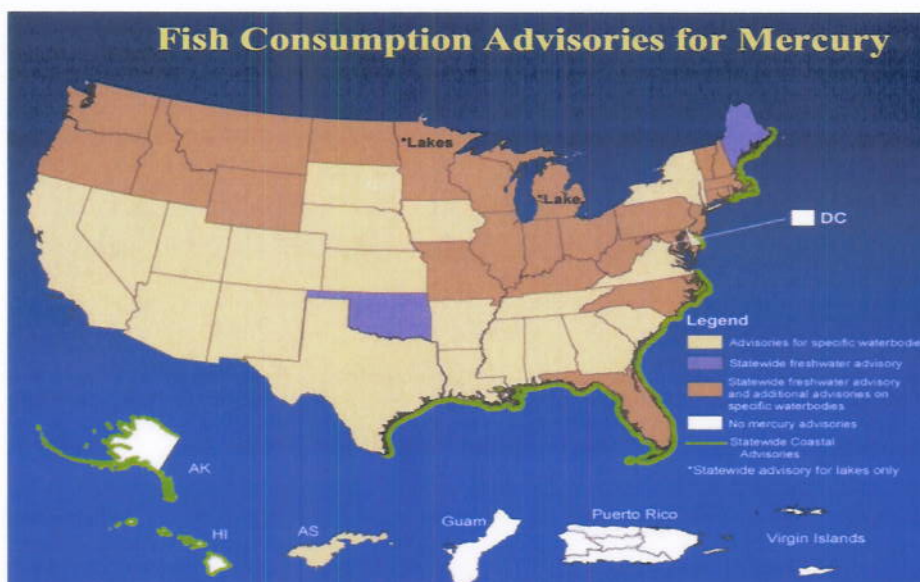 Fish Consumption Advisories for Mercury
*Lakes
*Lake
DC
Legend
Advisories for specific waterbodie
Statewide freshwater advisory
Statewide freshwater advisory
and additional advisories on
specific waterbodies
No mercury advisories
Statewide Coastal
Advisories
*Statewide advisory for lakes only
AK
HI
AS
Guam
Puerto Rico
Virgin Islands